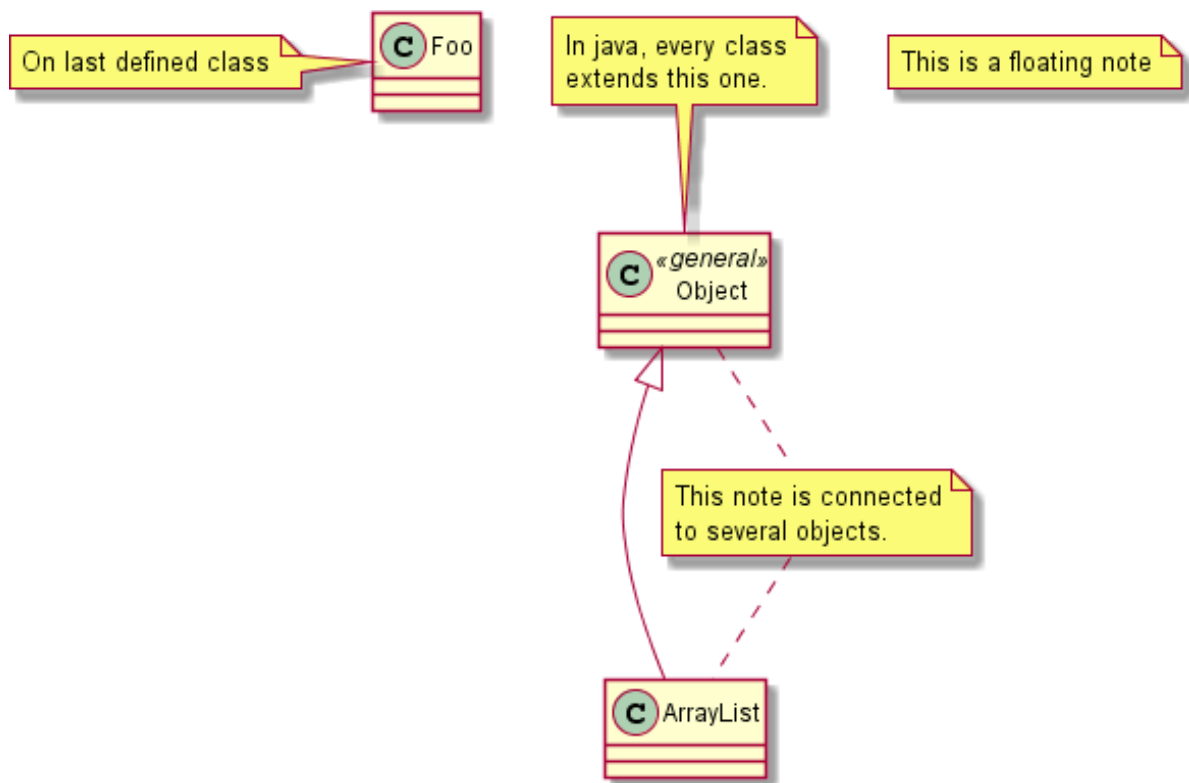 On last defined class
C Foo
In java, every class
extends this one.
This is a floating note
C «general»
Object
This note is connected
to several objects.
C ArrayList